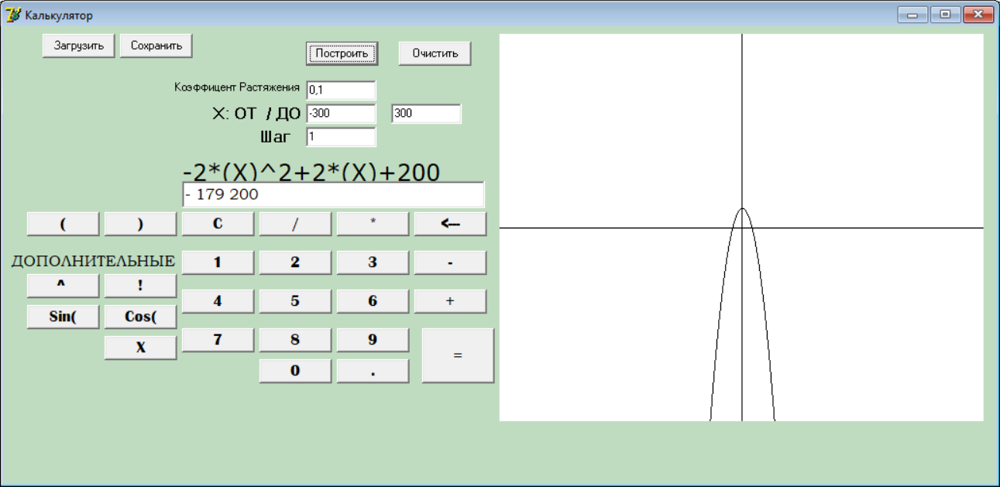 Калькулятор
Загрузить Сохранить
Построить Очистить
Коэффицент Растяжения 0,1
X: ОТ / ДО -300 300
Шаг 1
-2*(X)^2+2*(X)+200
- 179 200
( ) C / * <---
1 2 3 -
ДОПОЛНИТЕЛЬНЫЕ
^ ! 4 5 6 +
Sin( Cos(
X 7 8 9 =
0 .